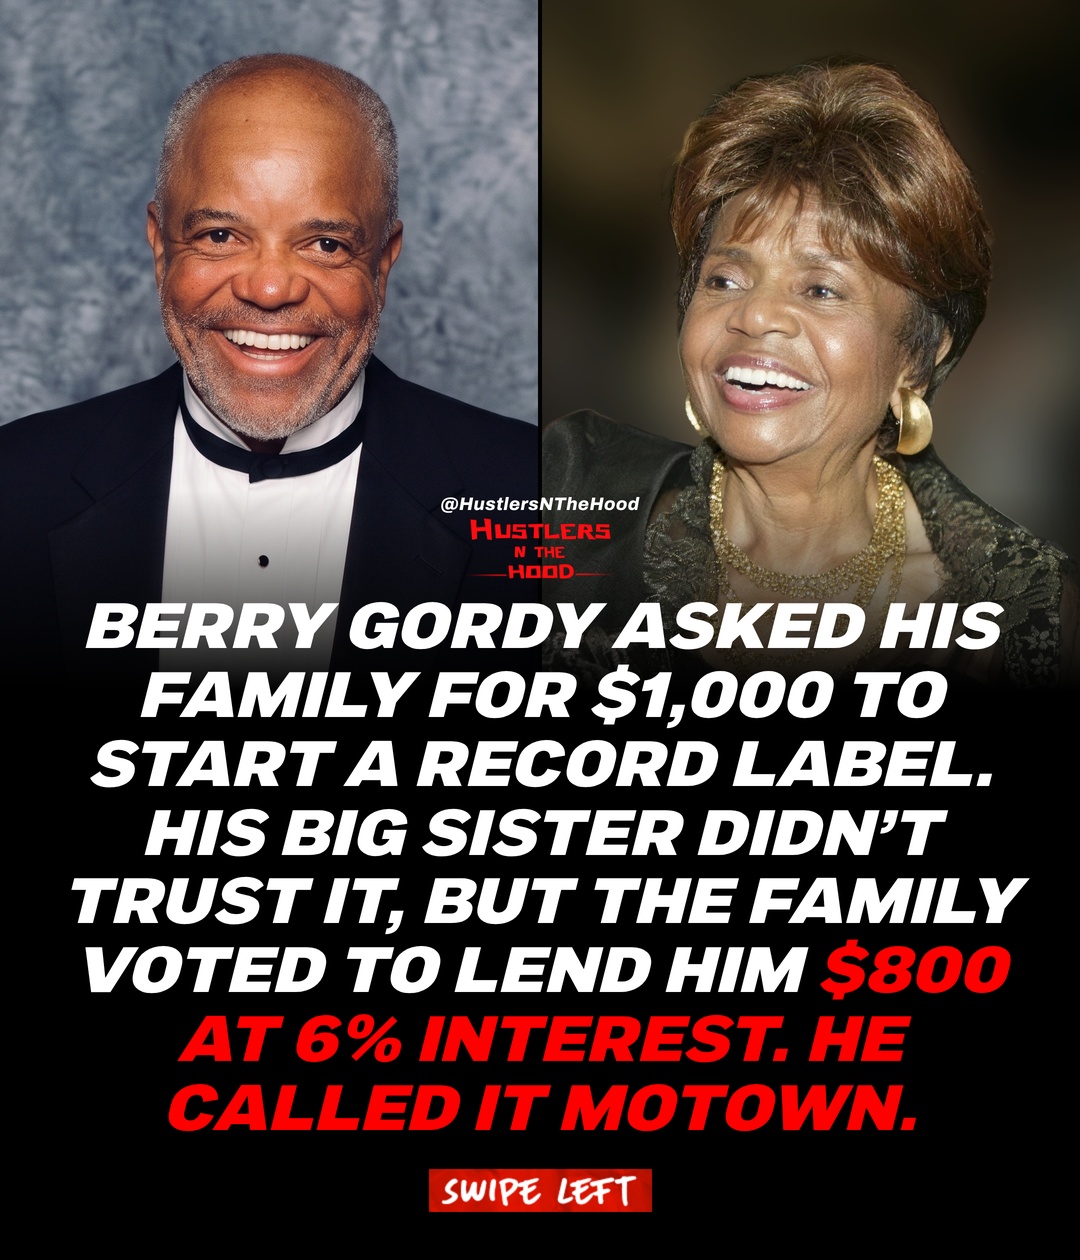 @HustlersNTheHood
HUSTLERS
N THE
HOOD
BERRY GORDY ASKED HIS
FAMILY FOR $1,000 TO
START A RECORD LABEL.
HIS BIG SISTER DIDN’T
TRUST IT, BUT THE FAMILY
VOTED TO LEND HIM $800
AT 6% INTEREST. HE
CALLED IT MOTOWN.
SWIPE LEFT